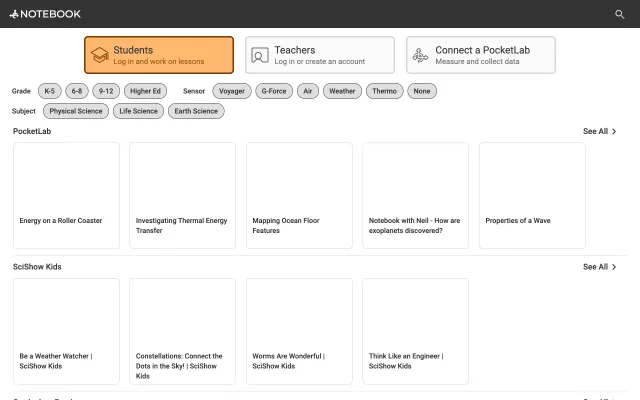 NOTEBOOK
Students
Log in and work on lessons
Teachers
Log in or create an account
Connect a PocketLab
Measure and collect data
Grade K-5 6-8 9-12 Higher Ed Sensor Voyager G-Force Air Weather Thermo None
Subject Physical Science Life Science Earth Science
PocketLab See All
Energy on a Roller Coaster
Investigating Thermal Energy
Transfer
Mapping Ocean Floor
Features
Notebook with Neil - How are
exoplanets discovered?
Properties of a Wave
SciShow Kids See All
Be a Weather Watcher |
SciShow Kids
Constellations: Connect the
Dots in the Sky! | SciShow
Kids
Worms Are Wonderful |
SciShow Kids
Think Like an Engineer |
SciShow Kids